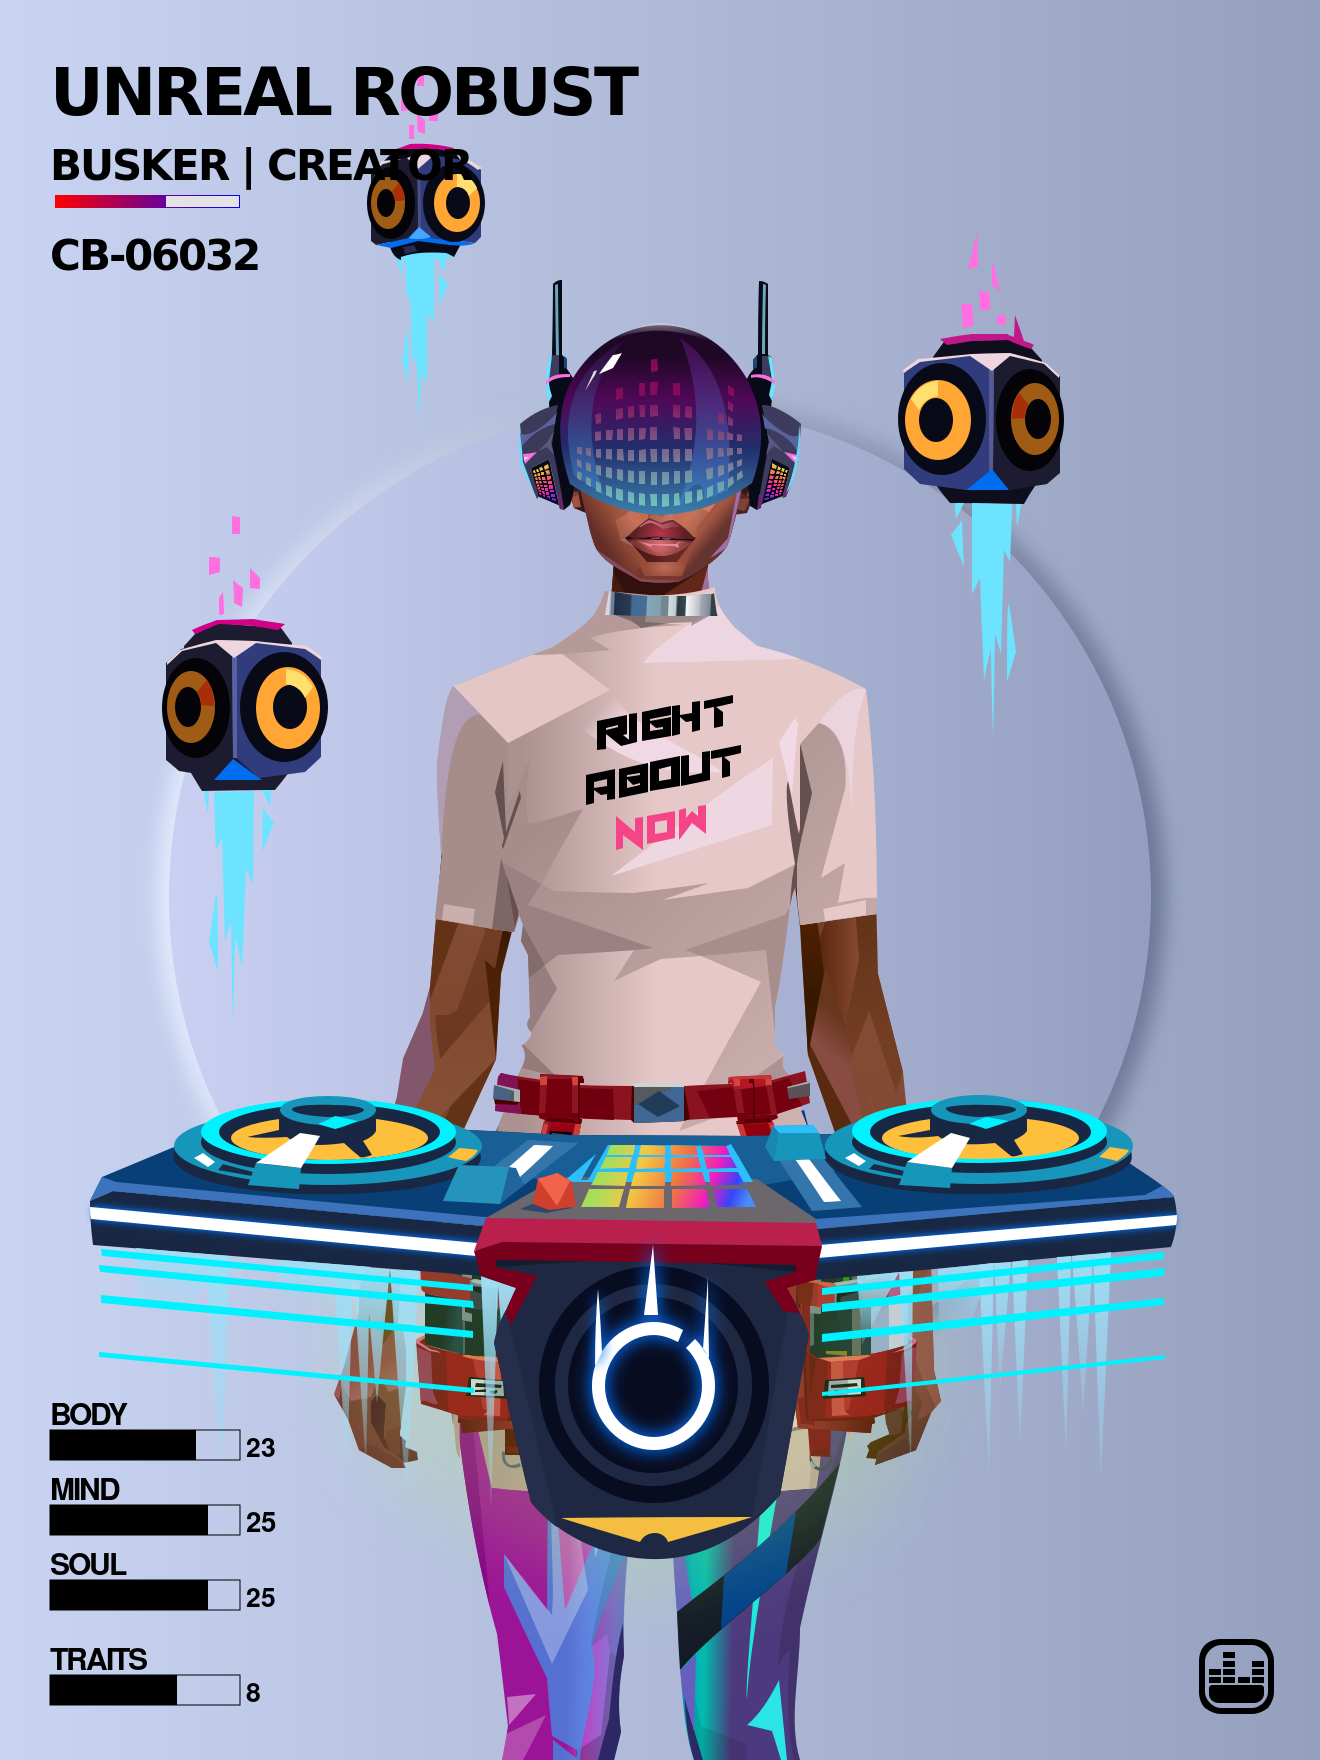 UNREAL ROBUST
BUSKER | CREATOR
CB-06032
RIGHT
ABOUT
NOW
BODY
23
MIND
25
SOUL
25
TRAITS
8